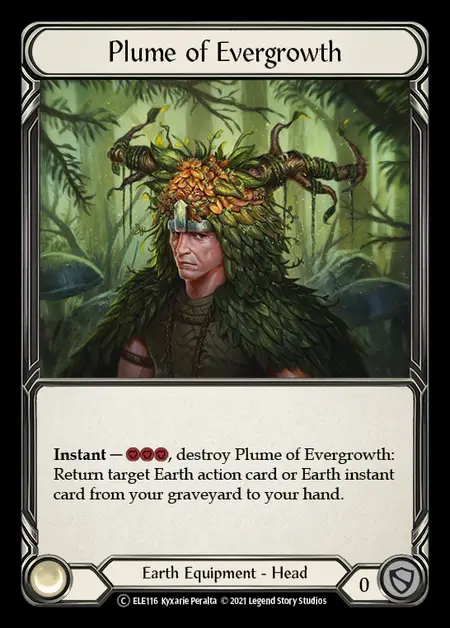 Plume of Evergrowth
Instant — , destroy Plume of Evergrowth:
Return target Earth action card or Earth instant
card from your graveyard to your hand.
Earth Equipment - Head
0
C ELE116 Kyxarie Peralta © 2021 Legend Story Studios